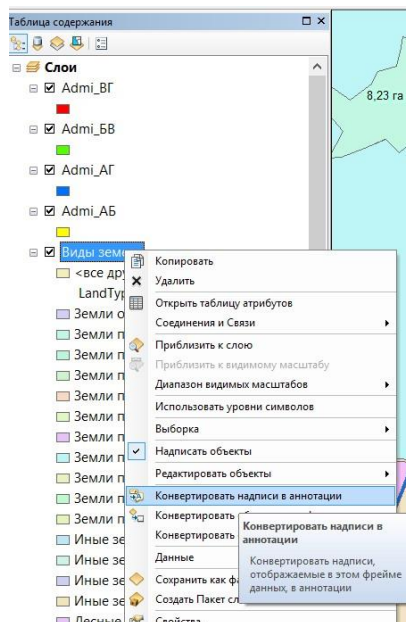 Таблица содержания
Слои
Admi_ВГ
8,23 га
Admi_БВ
Admi_АГ
Admi_АБ
Виды земе
Копировать
<все дру
Удалить
LandTyp
Открыть таблицу атрибутов
Земли о
Соединения и Связи
Земли п
Приблизить к слою
Земли п
Приблизить к видимому масштабу
Земли п
Диапазон видимых масштабов
Земли п
Использовать уровни символов
Земли п
Выборка
Земли п
Надписать объекты
Земли п
Редактировать объекты
Земли п
Конвертировать надписи в аннотации
Земли п
Конвертировать
Земли п
Конвертировать надписи в
аннотации
Конвертировать
Иные зе
Данные
Иные зе
Конвертировать надписи,
отображаемые в этом фрейме
данных, в аннотации
Иные зе
Сохранить как фа
Иные зе
Создать Пакет сл
Лесные
Свойства